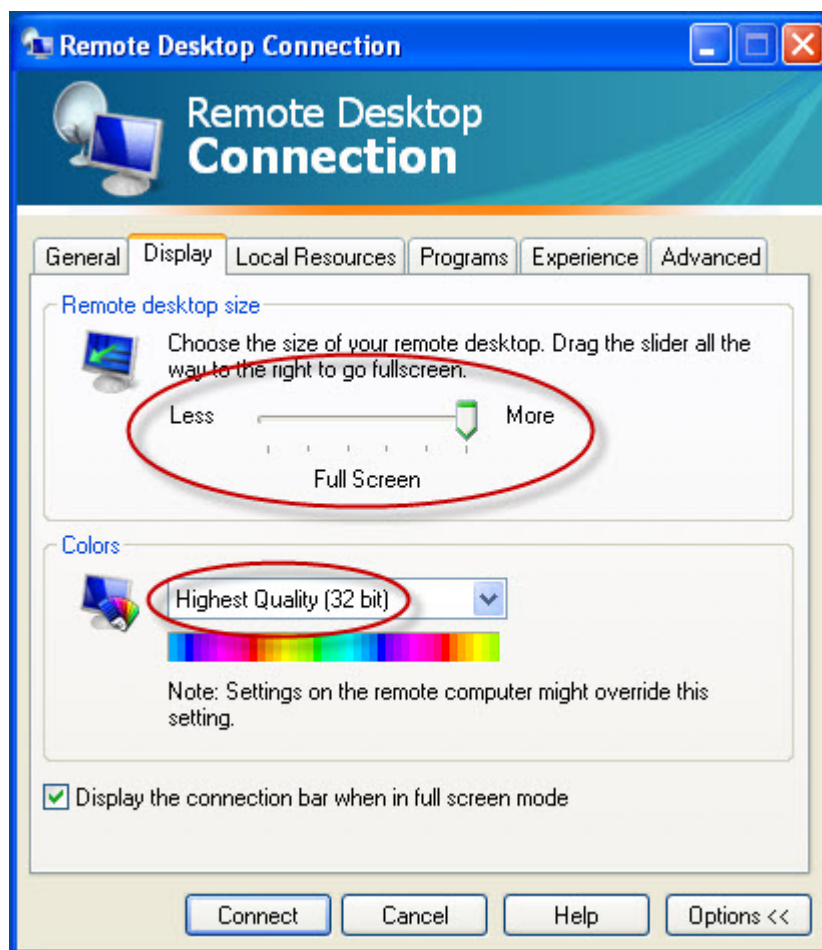 Remote Desktop Connection
Remote Desktop
Connection
General Display Local Resources Programs Experience Advanced
Remote desktop size
Choose the size of your remote desktop. Drag the slider all the
way to the right to go fullscreen.
Less More
Full Screen
Colors
Highest Quality (32 bit)
Note: Settings on the remote computer might override this
setting.
Display the connection bar when in full screen mode
Connect Cancel Help Options <<